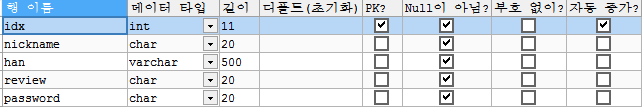 행 이름 데이터 타입 길이 디폴트(초기화) PK? Null이 아님? 부호 없이? 자동 증가?
idx int 11
nickname char 20
han varchar 500
review char 20
password char 20